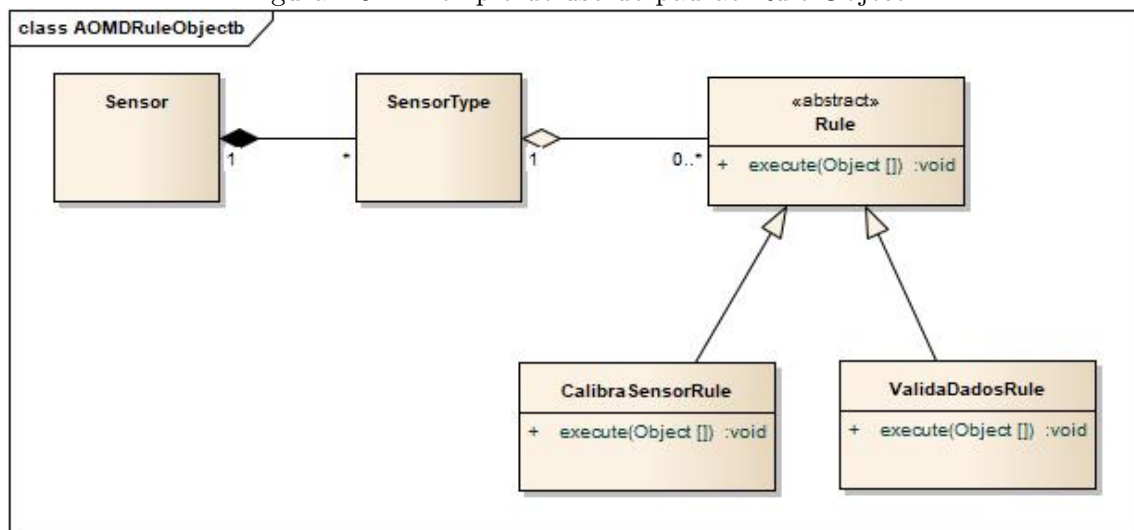 class AOMDRuleObjectb
Sensor
SensorType
«abstract»
Rule
+ execute(Object []) :void
1
*
1
0..*
CalibraSensorRule
+ execute(Object []) :void
ValidaDadosRule
+ execute(Object []) :void